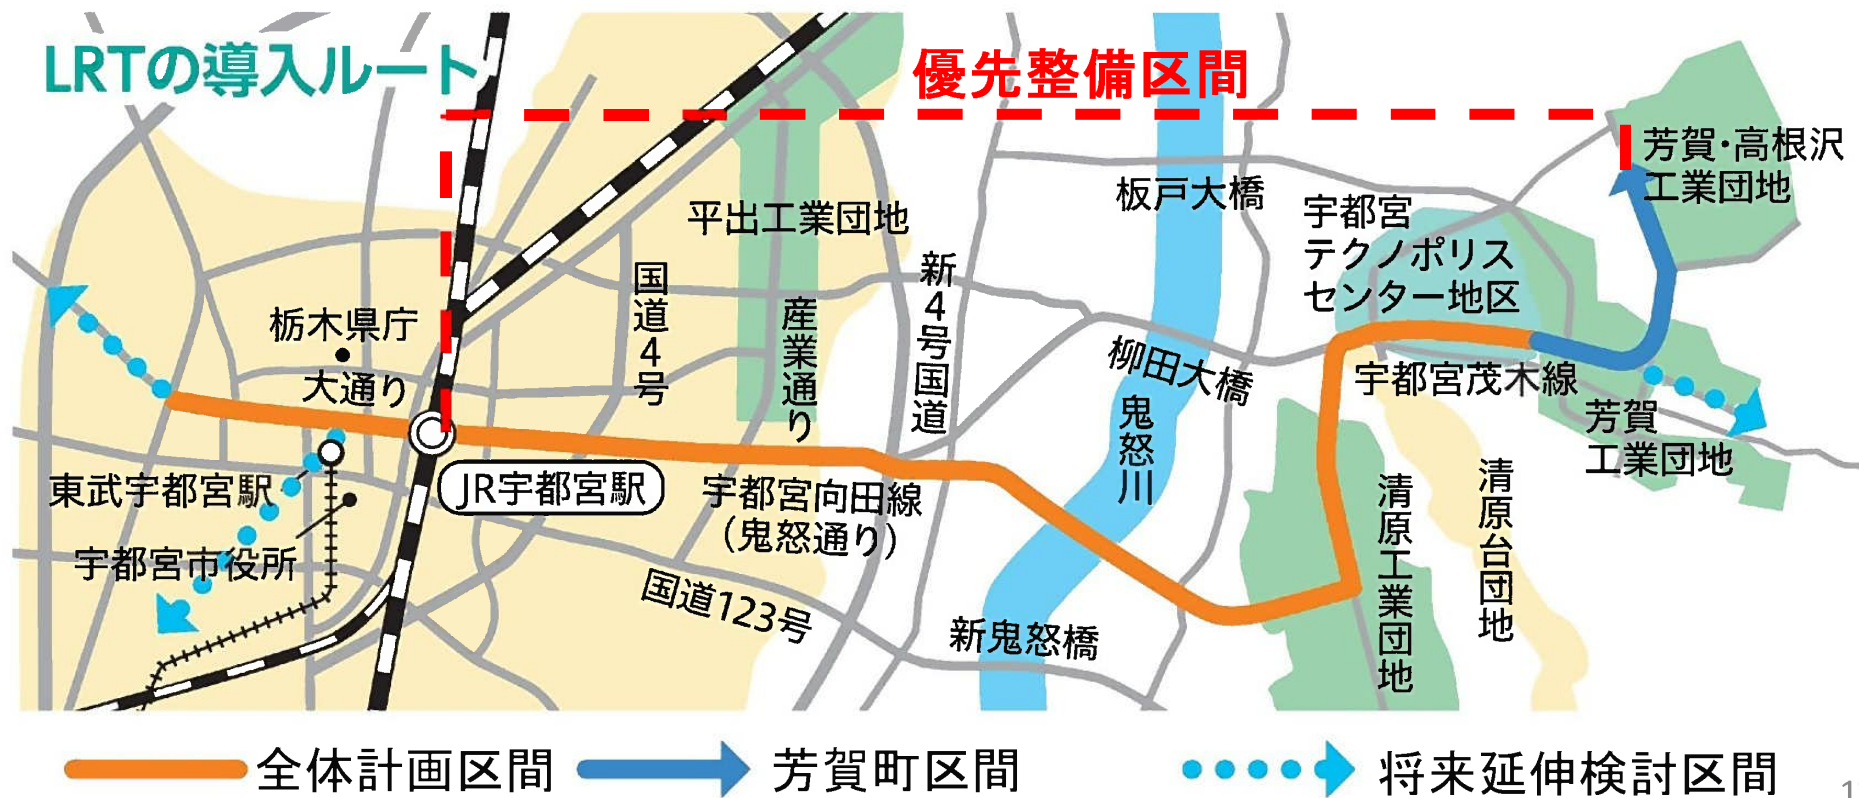 LRTの導入ルート
優先整備区間
芳賀・高根沢
工業団地
板戸大橋
宇都宮
テクノポリス
センター地区
平出工業団地
国道4号
産業通り
新4号国道
栃木県庁
大通り
柳田大橋
鬼怒川
宇都宮茂木線
芳賀
工業団地
東武宇都宮駅
JR宇都宮駅
宇都宮向田線
（鬼怒通り）
宇都宮市役所
国道123号
新鬼怒橋
清原工業団地
清原台団地
全体計画区間
芳賀町区間
将来延伸検討区間
1